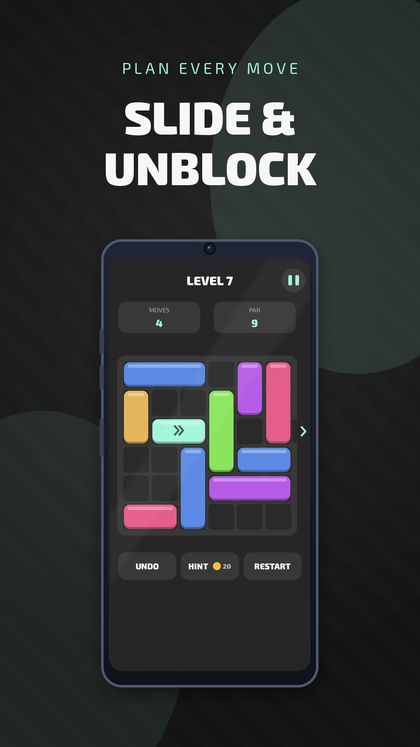 PLAN EVERY MOVE
SLIDE &
UNBLOCK
LEVEL 7
MOVES PAR
4 9
UNDO HINT 20 RESTART